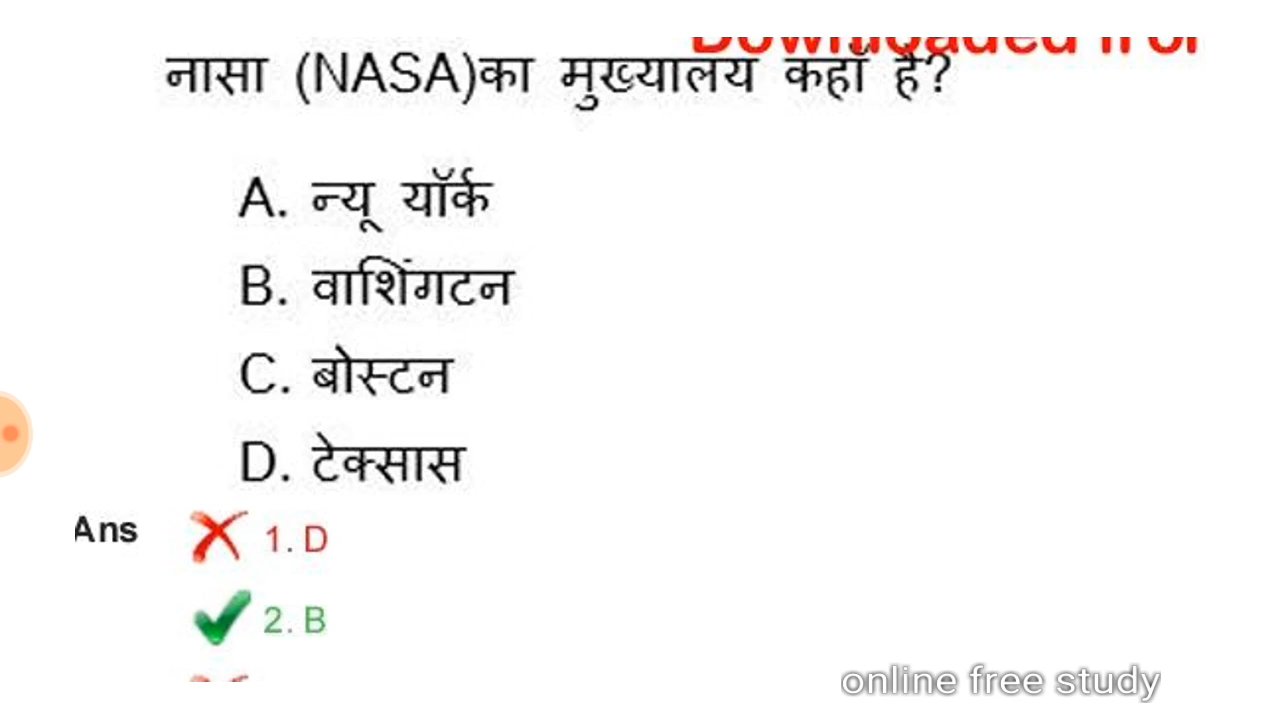 नासा (NASA)का मुख्यालय कहाँ है?
A. न्यू यॉर्क
B. वाशिंगटन
C. बोस्टन
D. टेक्सास
Ans
1. D
2. B
online free study